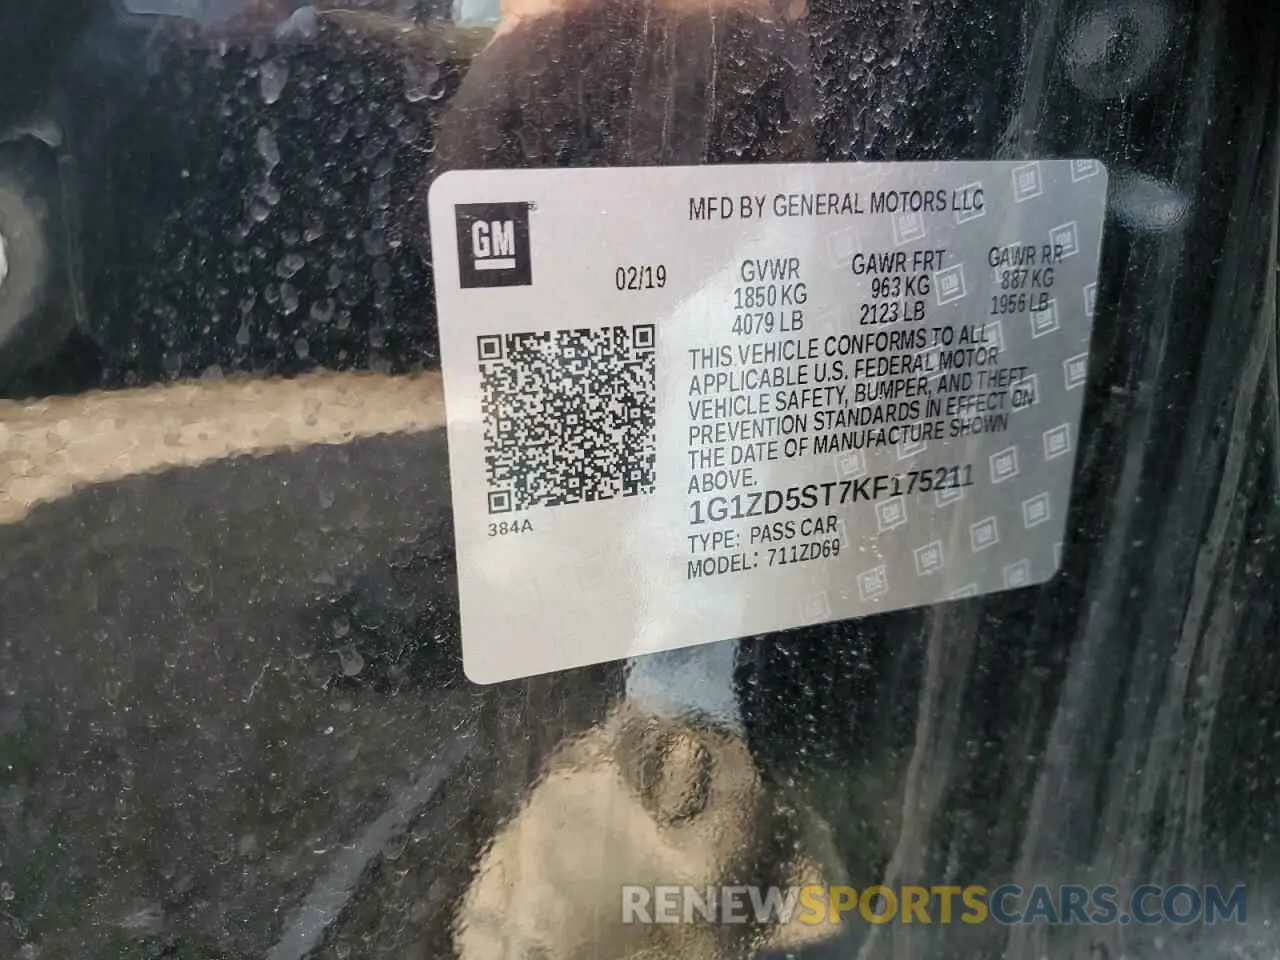 MFD BY GENERAL MOTORS LLC
GM
02/19
GVWR GAWR FRT GAWR RR
1850 KG 963 KG 887 KG
4079 LB 2123 LB 1956 LB
THIS VEHICLE CONFORMS TO ALL
APPLICABLE U.S. FEDERAL MOTOR
VEHICLE SAFETY, BUMPER, AND THEFT
PREVENTION STANDARDS IN EFFECT ON
THE DATE OF MANUFACTURE SHOWN
ABOVE.
1G1ZD5ST7KF175211
384A
TYPE: PASS CAR
MODEL: 711ZD69
RENEWSPORTSCARS.COM